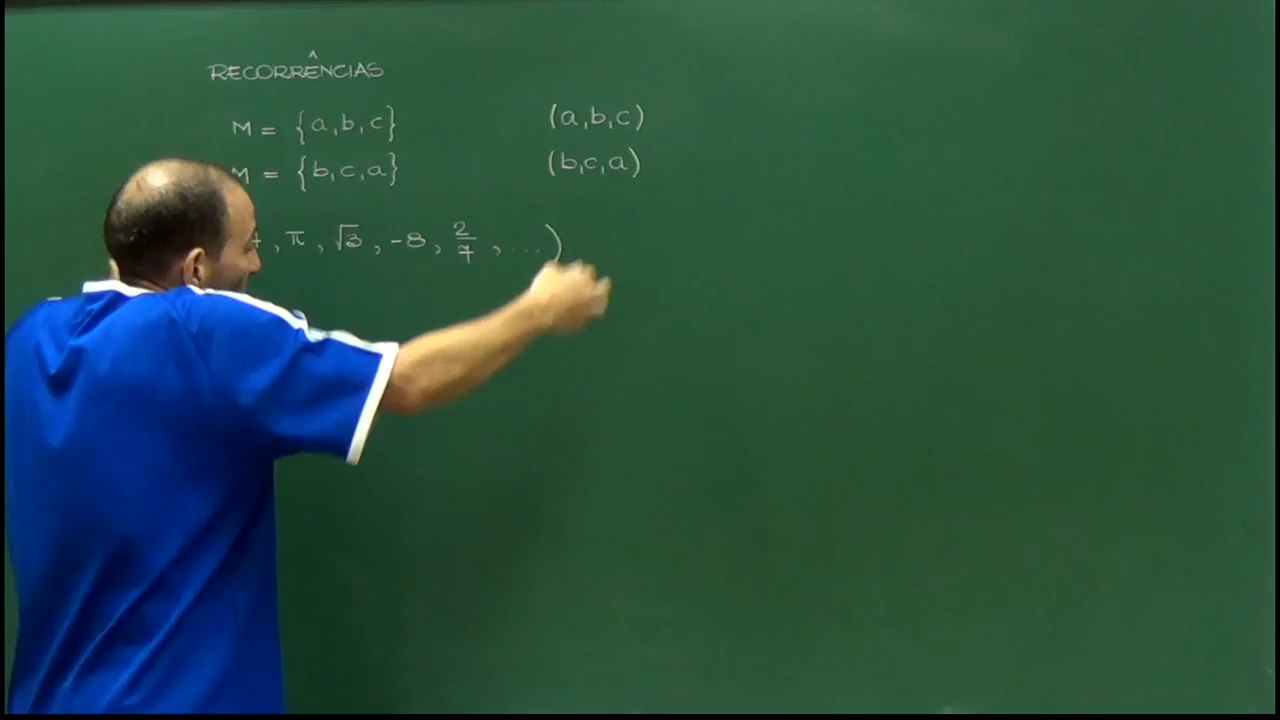 RECORRÊNCIAS
M = {a,b,c} (a,b,c)
M = {b,c,a} (b,c,a)
, π, √3, -8, 2/7, ...)